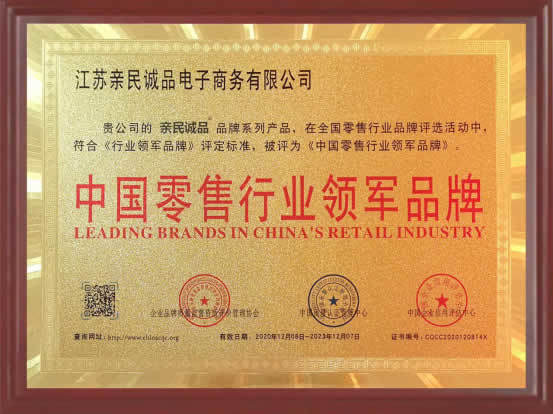 江苏亲民诚品电子商务有限公司
贵公司的 亲民诚品 品牌系列产品，在全国零售行业品牌评选活动中，
符合《行业领军品牌》评定标准，被评为《中国零售行业领军品牌》。
中国零售行业领军品牌
LEADING BRANDS IN CHINA'S RETAIL INDUSTRY
查询网址：
有效日期：2020年12月08日-2023年12月07日
证书编号：CQCC2020120814X